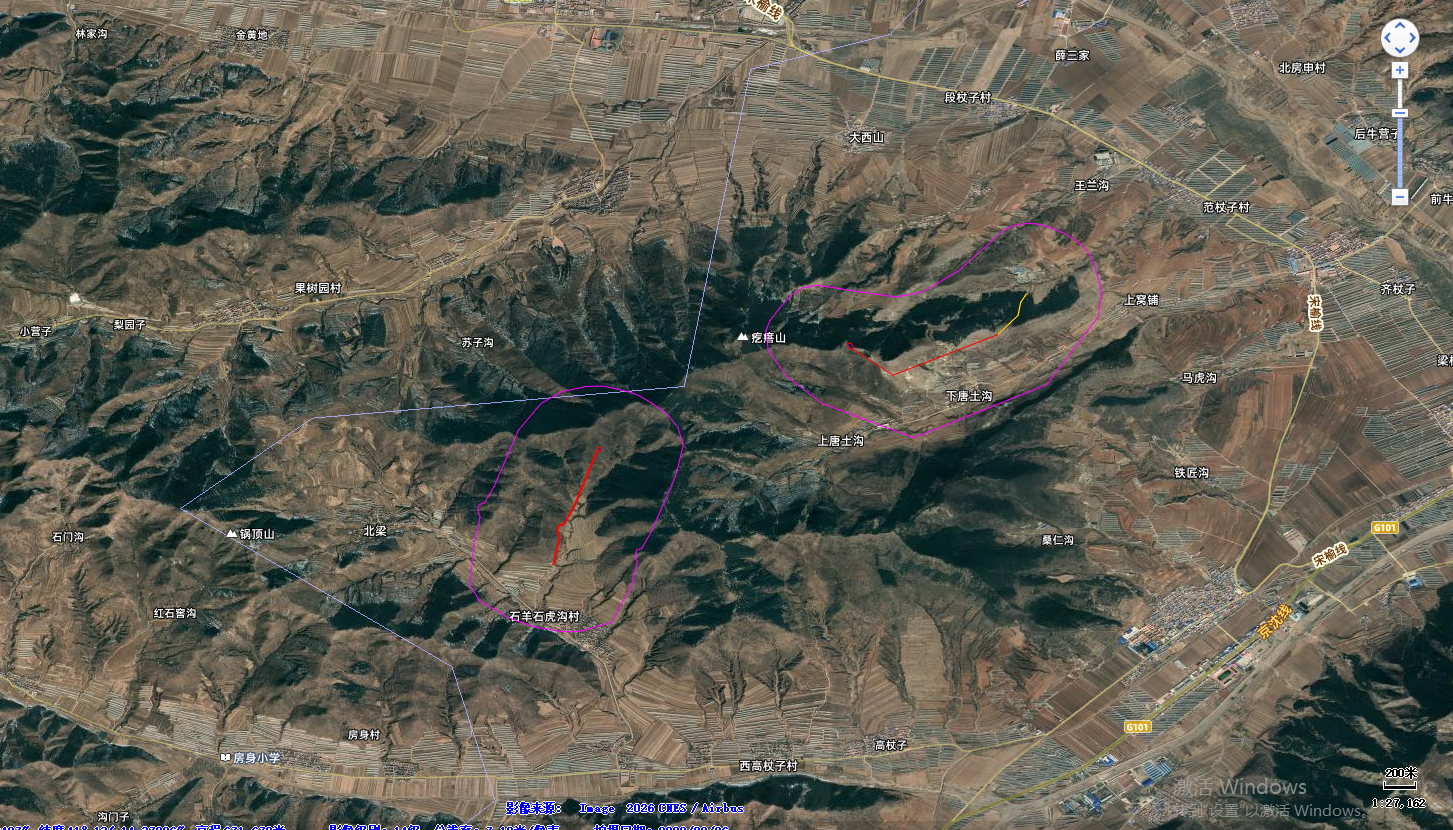 宋榆线
林家沟
金黄地
薛三家
北房申村
段杖子村
大西山
后牛营子
王兰沟
前牛
范杖子村
果树园村
齐杖子
上窝铺
宋榆线
小营子
梨园子
苏子沟
疙瘩山
马虎沟
下唐土沟
上唐土沟
铁匠沟
G101
石门沟
锅顶山
北梁
桑仁沟
宋榆线
红石窖沟
石羊石虎沟村
京沈线
G101
房身村
高杖子
房身小学
西高杖子村
200米
激活 Windows
转到"设置"以激活 Windows。
1:27,162
影像来源: Image 2026 CNES / Airbus
沟门子